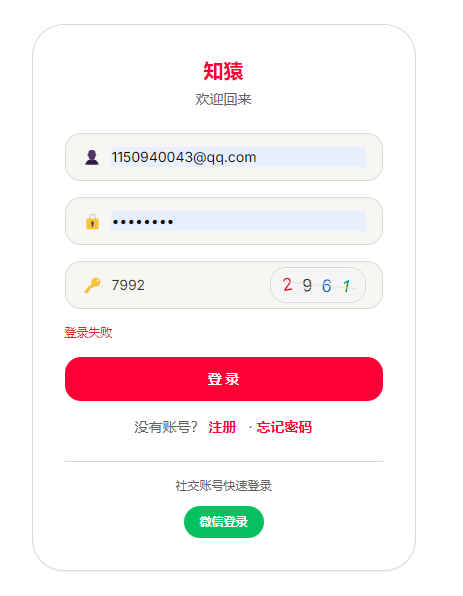 知猿
欢迎回来
1150940043@qq.com
••••••••
7992
2961
登录失败
登 录
没有账号？ 注册 · 忘记密码
社交账号快速登录
微信登录